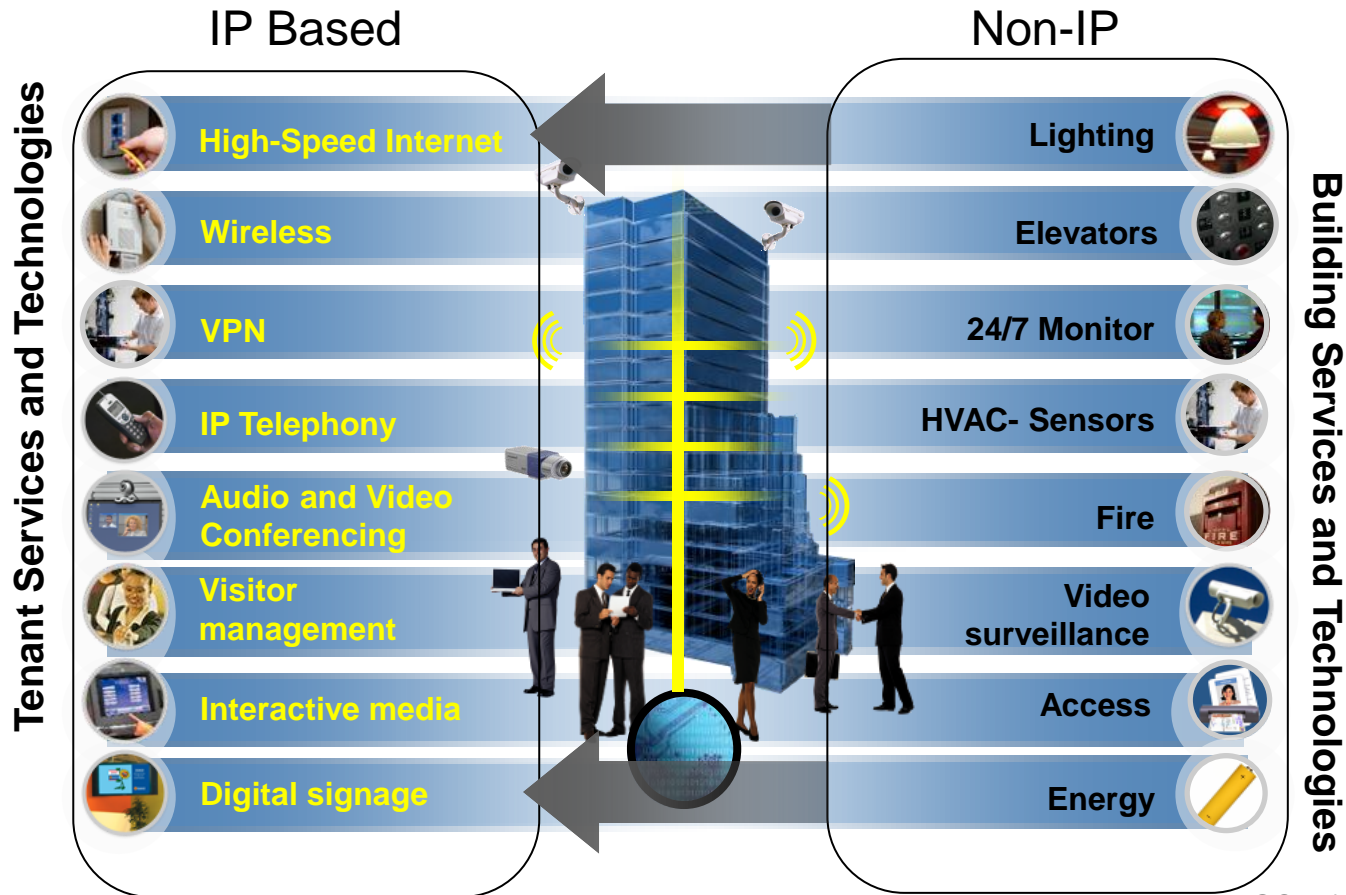 IP Based
Non-IP
Tenant Services and Technologies
High-Speed Internet
Wireless
VPN
IP Telephony
Audio and Video
Conferencing
Visitor
management
Interactive media
Digital signage
Lighting
Elevators
24/7 Monitor
HVAC- Sensors
Fire
FIRE
Video
surveillance
Access
Energy
Building Services and Technologies